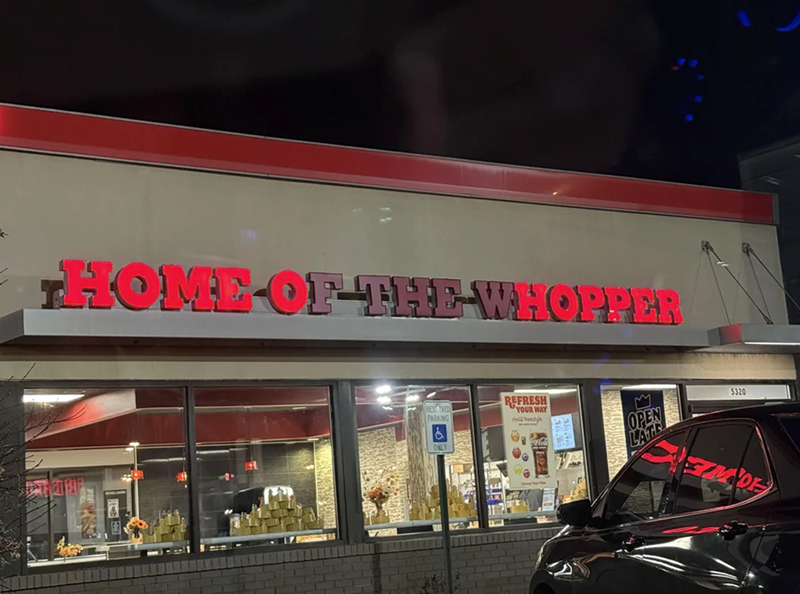 HOME OF THE WHOPPER
5320
REFRESH
YOUR WAY
OPEN
LATE
RESERVED
PARKING
ONLY